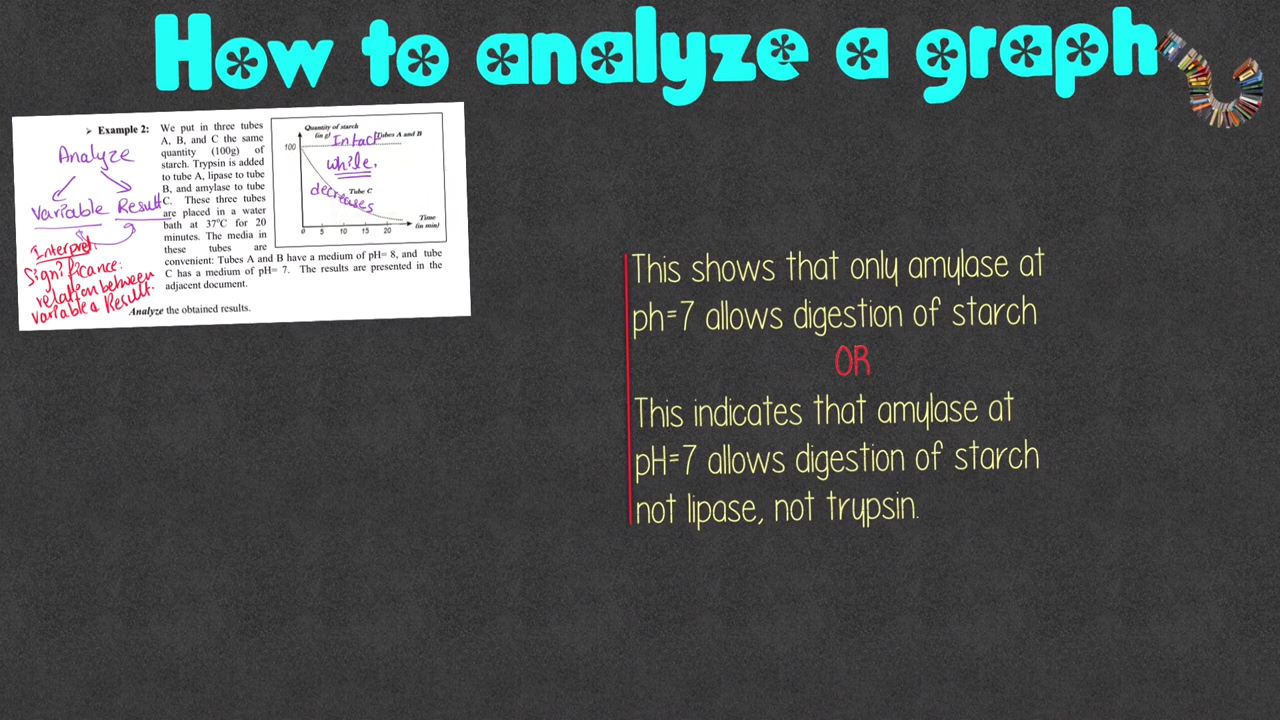 How to analyze a graph
➤ Example 2:
We put in three tubes
A, B, and C the same
quantity (100g) of
starch. Trypsin is added
to tube A, lipase to tube
B, and amylase to tube
C. These three tubes
are placed in a water
bath at 37°C for 20
minutes. The media in
these tubes are
convenient: Tubes A and B have a medium of pH= 8, and tube
C has a medium of pH= 7. The results are presented in the
adjacent document.
Analyze the obtained results.
Analyze
Variable Result
Interpret
Significance:
relation between
variable & Result.
Quantity of starch
(in g)
Tubes A and B
Intact
100
while,
decreases
Tube C
Time
(in min)
0 5 10 15 20
This shows that only amylase at
ph=7 allows digestion of starch
OR
This indicates that amylase at
pH=7 allows digestion of starch
not lipase, not trypsin.